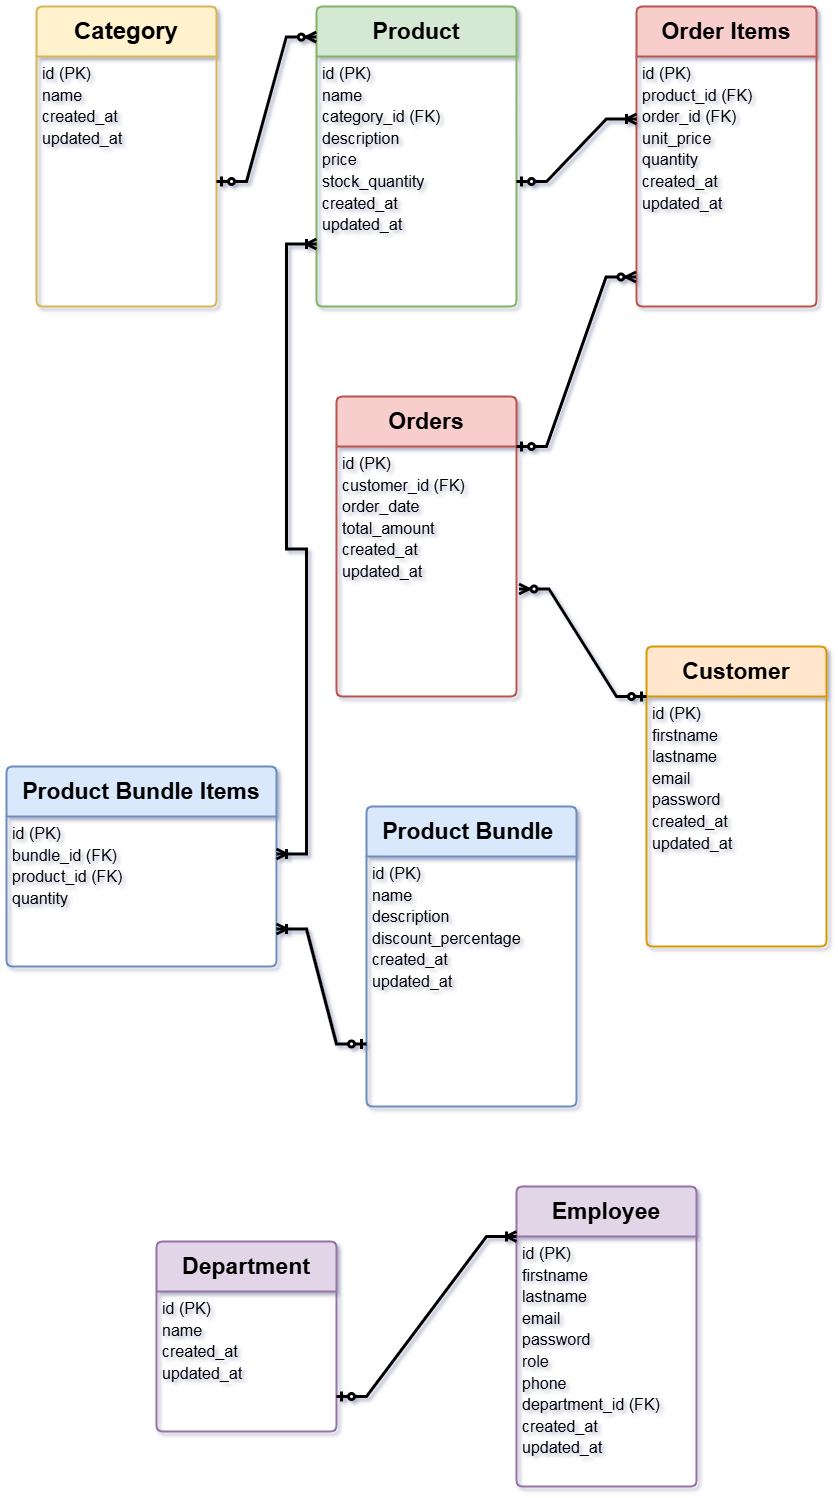 Category
id (PK)
name
created_at
updated_at
Product
id (PK)
name
category_id (FK)
description
price
stock_quantity
created_at
updated_at
Order Items
id (PK)
product_id (FK)
order_id (FK)
unit_price
quantity
created_at
updated_at
Orders
id (PK)
customer_id (FK)
order_date
total_amount
created_at
updated_at
Customer
id (PK)
firstname
lastname
email
password
created_at
updated_at
Product Bundle Items
id (PK)
bundle_id (FK)
product_id (FK)
quantity
Product Bundle
id (PK)
name
description
discount_percentage
created_at
updated_at
Department
id (PK)
name
created_at
updated_at
Employee
id (PK)
firstname
lastname
email
password
role
phone
department_id (FK)
created_at
updated_at